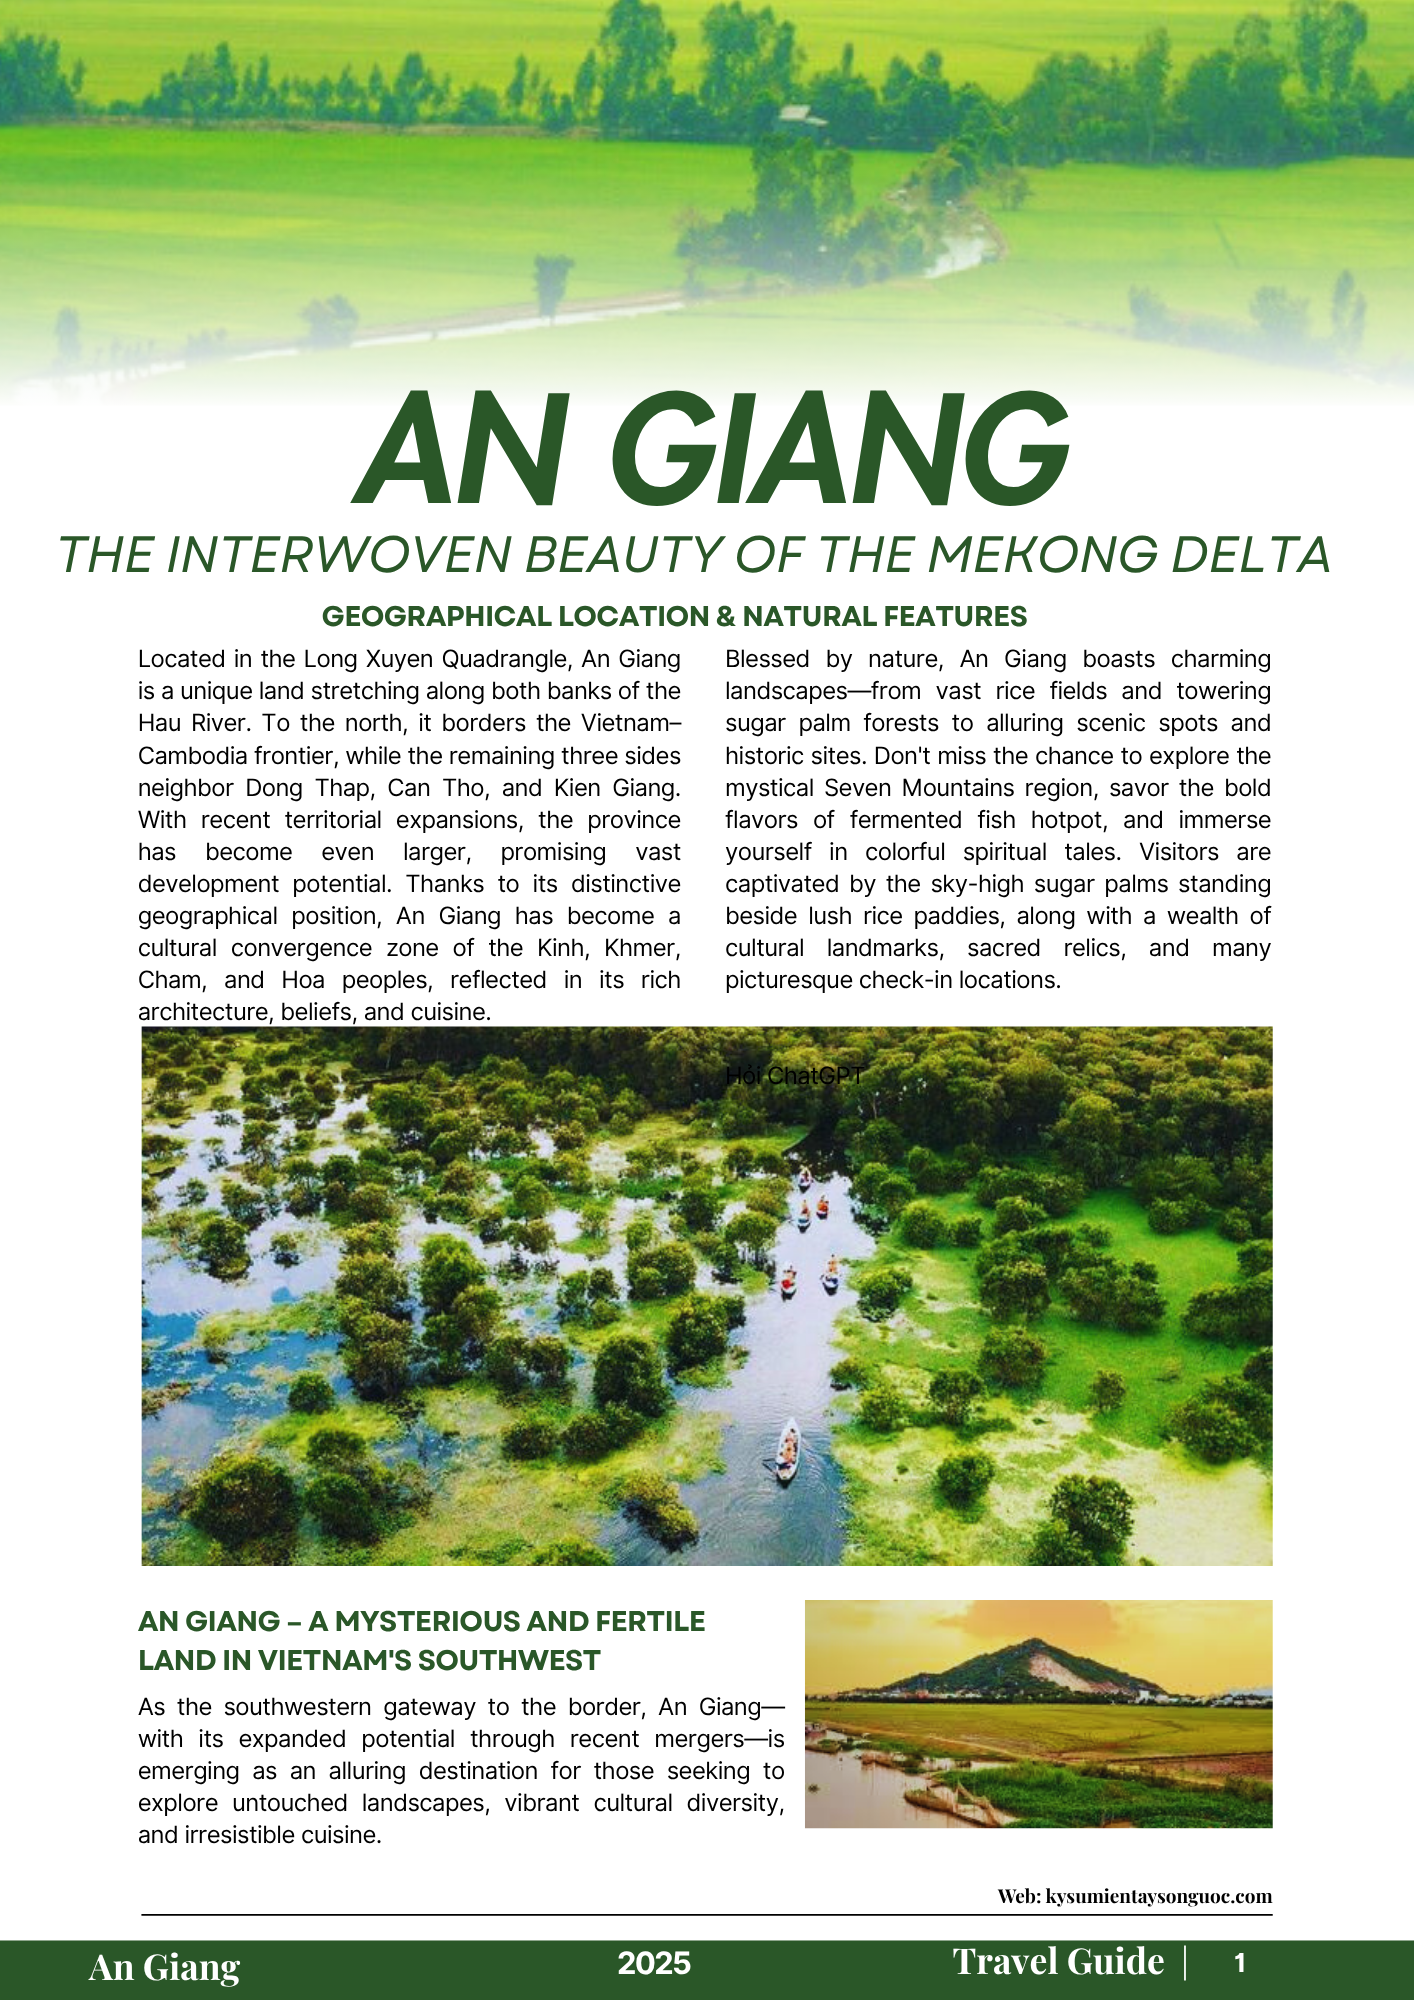 AN GIANG
THE INTERWOVEN BEAUTY OF THE MEKONG DELTA
GEOGRAPHICAL LOCATION & NATURAL FEATURES
Located in the Long Xuyen Quadrangle, An Giang
is a unique land stretching along both banks of the
Hau River. To the north, it borders the Vietnam–
Cambodia frontier, while the remaining three sides
neighbor Dong Thap, Can Tho, and Kien Giang.
With recent territorial expansions, the province
has become even larger, promising vast
development potential. Thanks to its distinctive
geographical position, An Giang has become a
cultural convergence zone of the Kinh, Khmer,
Cham, and Hoa peoples, reflected in its rich
architecture, beliefs, and cuisine.
Blessed by nature, An Giang boasts charming
landscapes—from vast rice fields and towering
sugar palm forests to alluring scenic spots and
historic sites. Don't miss the chance to explore the
mystical Seven Mountains region, savor the bold
flavors of fermented fish hotpot, and immerse
yourself in colorful spiritual tales. Visitors are
captivated by the sky-high sugar palms standing
beside lush rice paddies, along with a wealth of
cultural landmarks, sacred relics, and many
picturesque check-in locations.
Hỏi ChatGPT
AN GIANG – A MYSTERIOUS AND FERTILE
LAND IN VIETNAM'S SOUTHWEST
As the southwestern gateway to the border, An Giang—
with its expanded potential through recent mergers—is
emerging as an alluring destination for those seeking to
explore untouched landscapes, vibrant cultural diversity,
and irresistible cuisine.
Web: kysumientaysonguoc.com
An Giang
2025
Travel Guide | 1